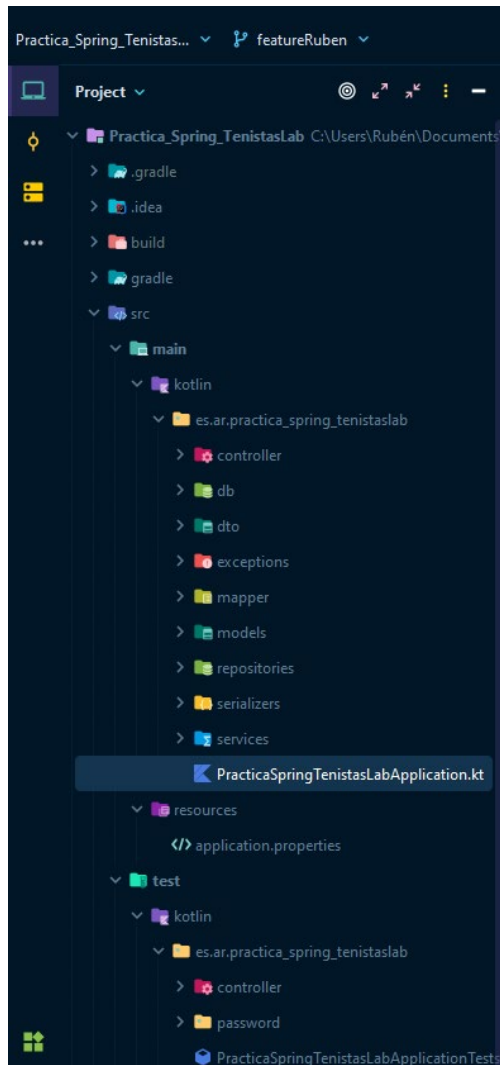 Practica_Spring_Tenistas... featureRuben
Project
Practica_Spring_TenistasLab C:\Users\Rubén\Documents\
.gradle
.idea
build
gradle
src
main
kotlin
es.ar.practica_spring_tenistaslab
controller
db
dto
exceptions
mapper
models
repositories
serializers
services
PracticaSpringTenistasLabApplication.kt
resources
application.properties
test
kotlin
es.ar.practica_spring_tenistaslab
controller
password
PracticaSpringTenistasLabApplicationTests